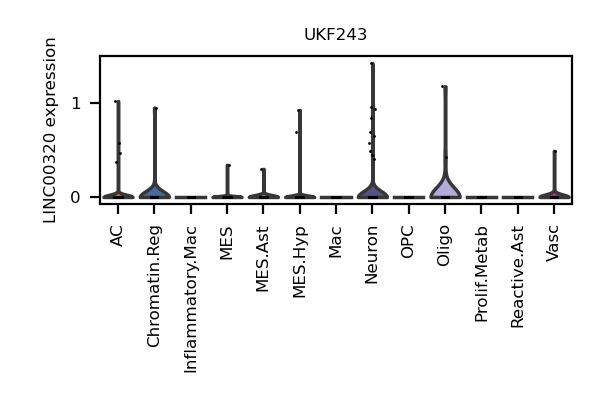 UKF243
LINC00320 expression
1
0
AC
Chromatin.Reg
Inflammatory.Mac
MES
MES.Ast
MES.Hyp
Mac
Neuron
OPC
Oligo
Prolif.Metab
Reactive.Ast
Vasc